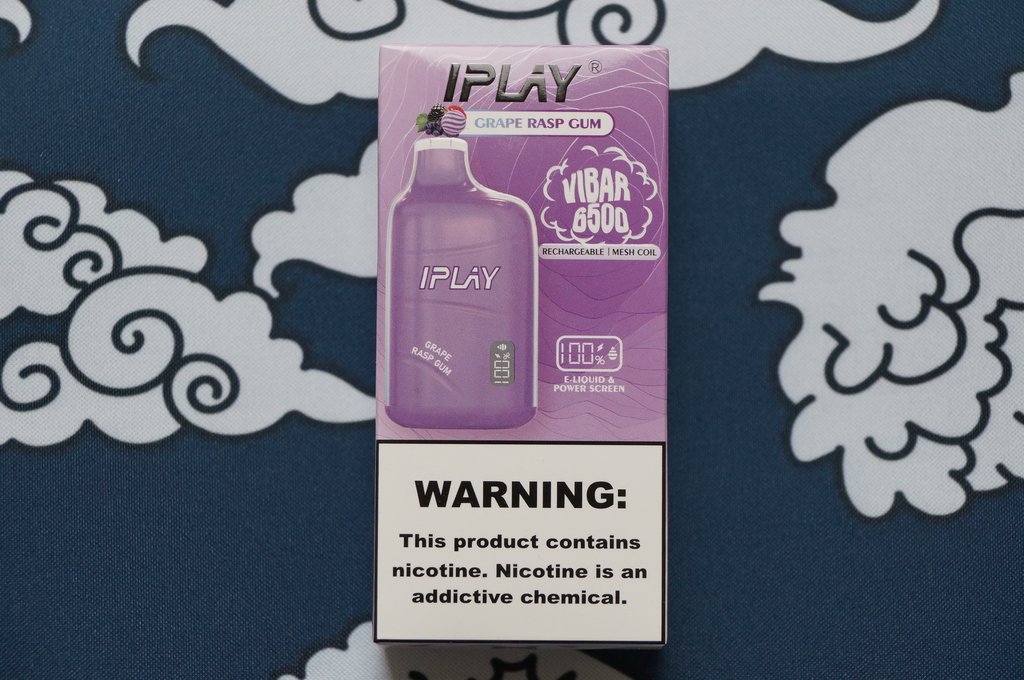 IPLAY®
GRAPE RASP GUM
VIBAR
6500
RECHARGEABLE | MESH COIL
IPLAY
GRAPE
RASP GUM
100%
100%
E-LIQUID &
POWER SCREEN
WARNING:
This product contains
nicotine. Nicotine is an
addictive chemical.